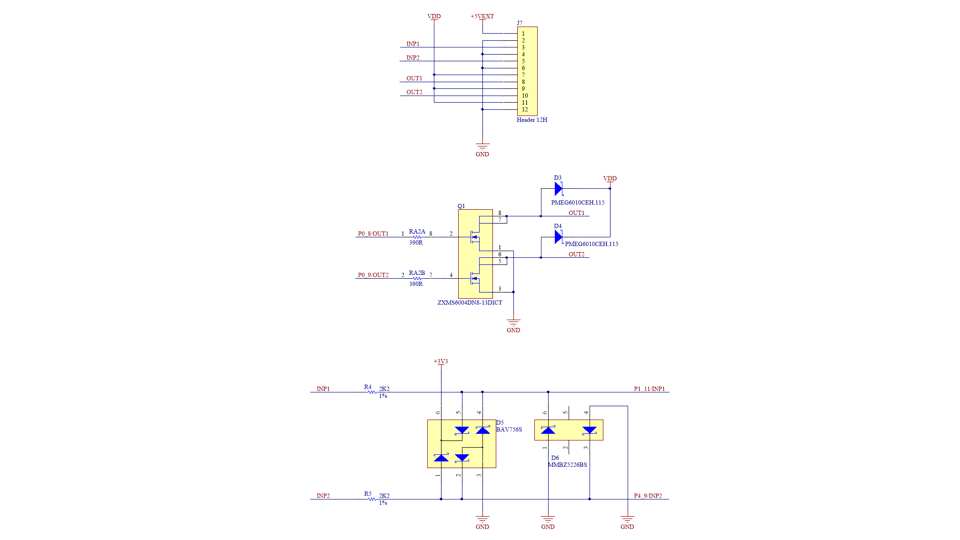 VDD
+5VEXT
J7
1
2
INP1
3
4
INP2
5
6
7
OUT1
8
9
OUT2
10
11
12
Header 12H
GND
D3
VDD
PMEG6010CEH,115
Q1
8
OUT1
7
D4
P0_8/OUT1
1
RA2A
8
390R
2
PMEG6010CEH,115
1
6
OUT2
5
P0_9/OUT2
2
RA2B
7
390R
4
3
ZXMS6004DN8-13DICT
GND
+3V3
INP1
R4
2K2
1%
P1_11/INP1
6
5
4
6
5
4
D5
BAV756S
D6
MMBZ5226BS
1
2
3
1
2
3
INP2
R5
2K2
1%
P4_9/INP2
GND
GND
GND